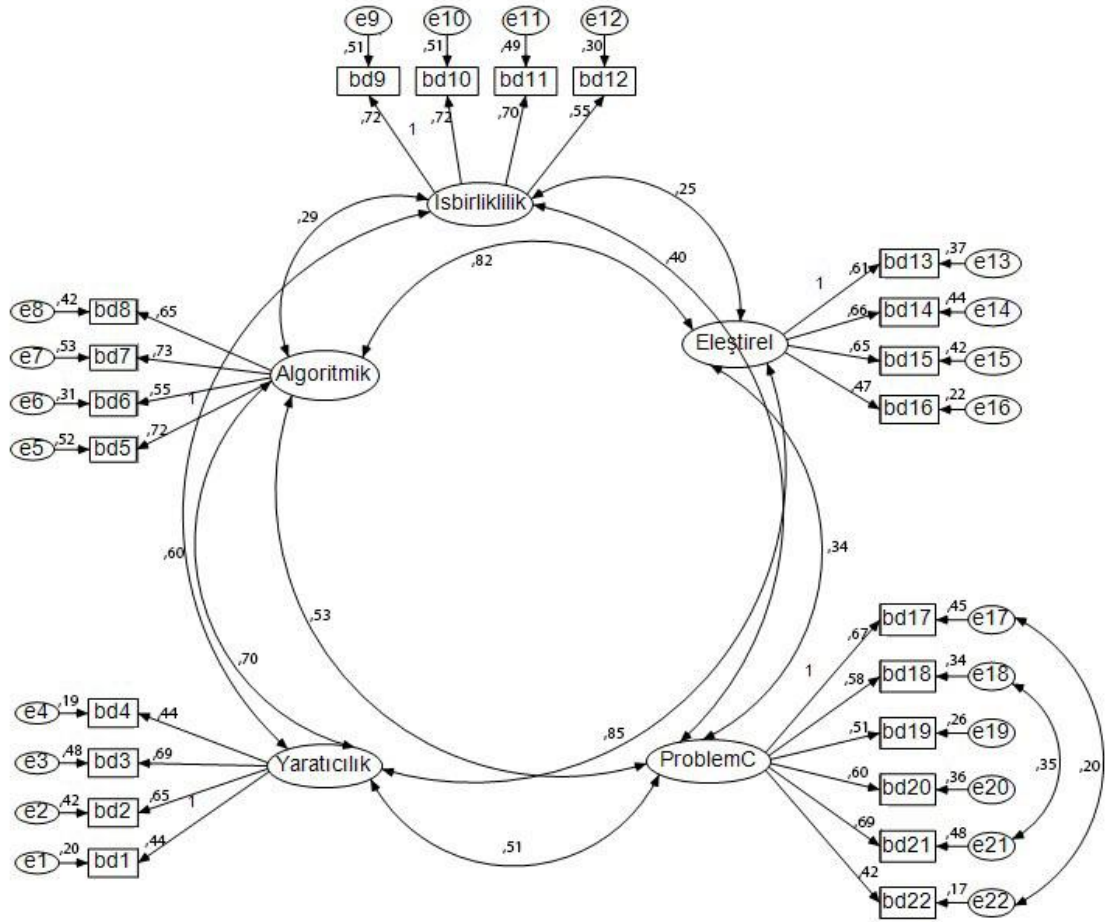 e9 e10 e11 e12
,51 ,51 ,49 ,30
bd9 bd10 bd11 bd12
,72 1 ,72 ,70 ,55
Isbirliklilik
,29 ,25
,82 ,40
e8 ,42 bd8 ,65
e7 ,53 bd7 ,73
e6 ,31 bd6 ,55
e5 ,52 bd5 ,72
1
Algoritmik
Eleştirel
1 ,61 bd13 ,37 e13
,66 bd14 ,44 e14
,65 bd15 ,42 e15
,47 bd16 ,22 e16
,60 ,34
,53
,70
,85
e4 ,19 bd4 ,44
e3 ,48 bd3 ,69
e2 ,42 bd2 ,65
e1 ,20 bd1 ,44
1
Yaratıcılık
ProblemC
,51
,67 bd17 ,45 e17
1 ,58 bd18 ,34 e18
,51 bd19 ,26 e19
,60 bd20 ,36 e20
,69 bd21 ,48 e21
,42 bd22 ,17 e22
,35 ,20